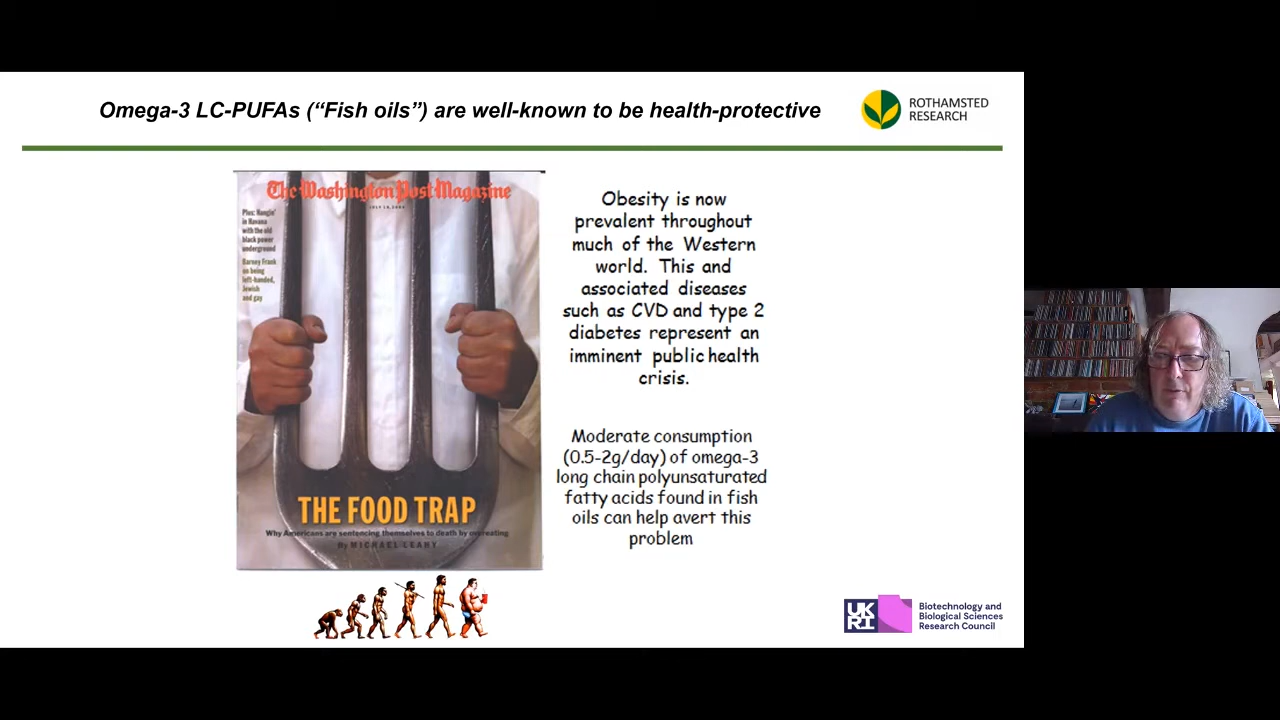 Omega-3 LC-PUFAs (“Fish oils”) are well-known to be health-protective
ROTHAMSTED
RESEARCH
The Washington Post Magazine
Plus: Hangin'
in Havana
with the old
black power
underground
Barney Frank
on being
left-handed,
Jewish
and gay
THE FOOD TRAP
Why Americans are sentencing themselves to death by overeating
By MICHAEL LEAHY
Obesity is now
prevalent throughout
much of the Western
world. This and
associated diseases
such as CVD and type 2
diabetes represent an
imminent public health
crisis.
Moderate consumption
(0.5-2g/day) of omega-3
long chain polyunsaturated
fatty acids found in fish
oils can help avert this
problem
UK
RI
Biotechnology and
Biological Sciences
Research Council